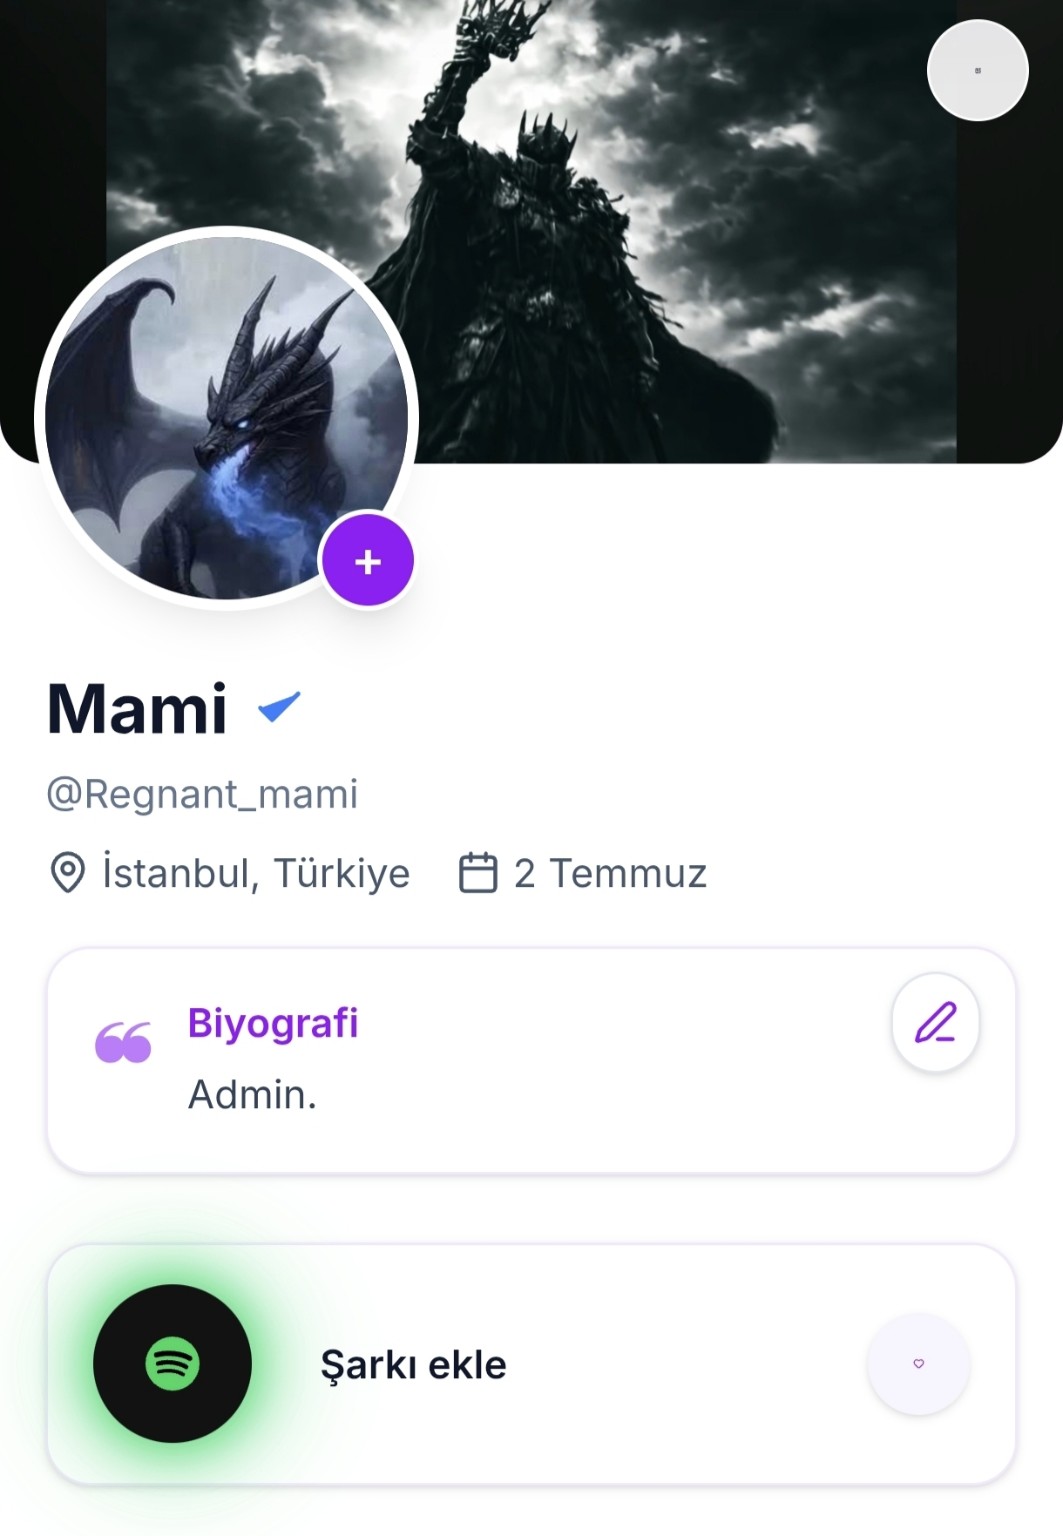 Mami
@Regnant_mami
İstanbul, Türkiye 2 Temmuz
Biyografi
Admin.
Şarkı ekle